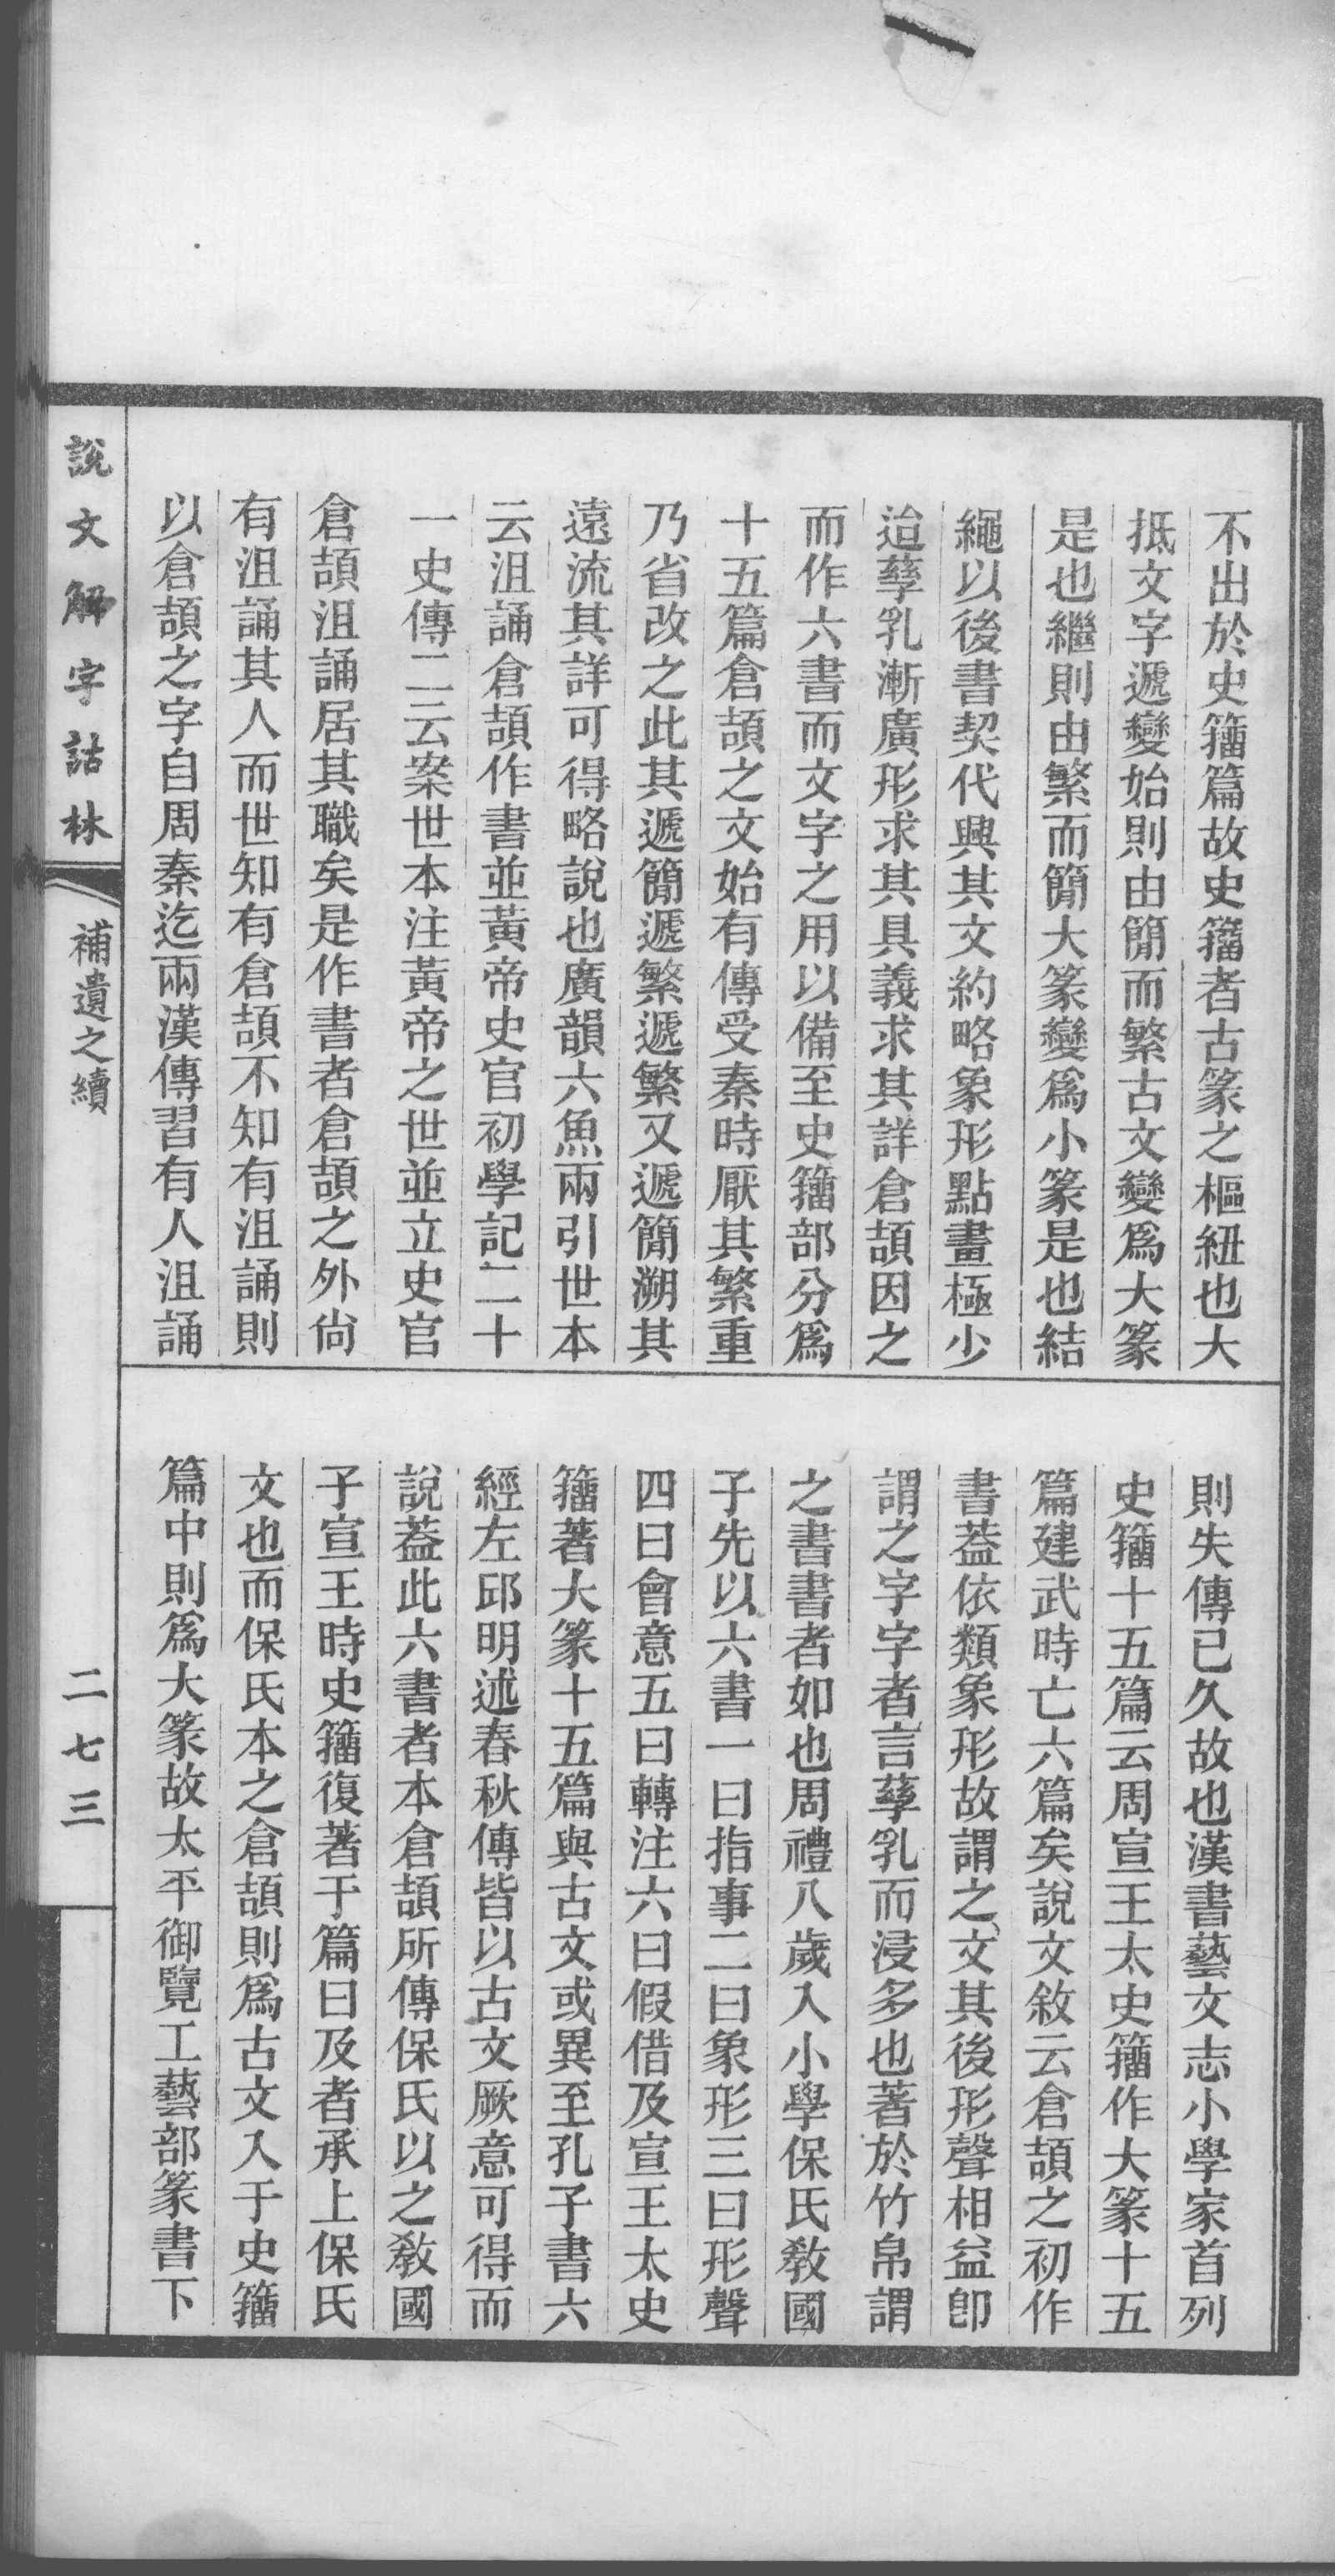 不出於史籒篇故史籒者古篆之樞紐也大
抵文字遞變始則由簡而繁古文變爲大篆
是也繼則由繁而簡大篆變爲小篆是也結
繩以後書契代興其文約略象形點畫極少
迨孳乳漸廣形求其具義求其詳倉頡因之
而作六書而文字之用以備至史籒部分爲
十五篇倉頡之文始有傳受秦時厭其繁重
乃省改之此其遞簡遞繁遞繁又遞簡溯其
遠流其詳可得略說也廣韻六魚兩引世本
云沮誦倉頡作書並黃帝史官初學記二十
一史傳二云案世本注黃帝之世並立史官
倉頡沮誦居其職矣是作書者倉頡之外尙
有沮誦其人而世知有倉頡不知有沮誦則
以倉頡之字自周秦迄兩漢傳習有人沮誦
則失傳已久故也漢書藝文志小學家首列
史籒十五篇云周宣王太史籒作大篆十五
篇建武時亡六篇矣說文敘云倉頡之初作
書葢依類象形故謂之文其後形聲相益卽
謂之字字者言孳乳而浸多也著於竹帛謂
之書書者如也周禮八歲入小學保氏敎國
子先以六書一曰指事二曰象形三曰形聲
四曰會意五曰轉注六曰假借及宣王太史
籒著大篆十五篇與古文或異至孔子書六
經左邱明述春秋傳皆以古文厥意可得而
說葢此六書者本倉頡所傳保氏以之敎國
子宣王時史籒復著于篇曰及者承上保氏
文也而保氏本之倉頡則爲古文入于史籒
篇中則爲大篆故太平御覽工藝部篆書下
說文解字詁林
補遺之續
二七三